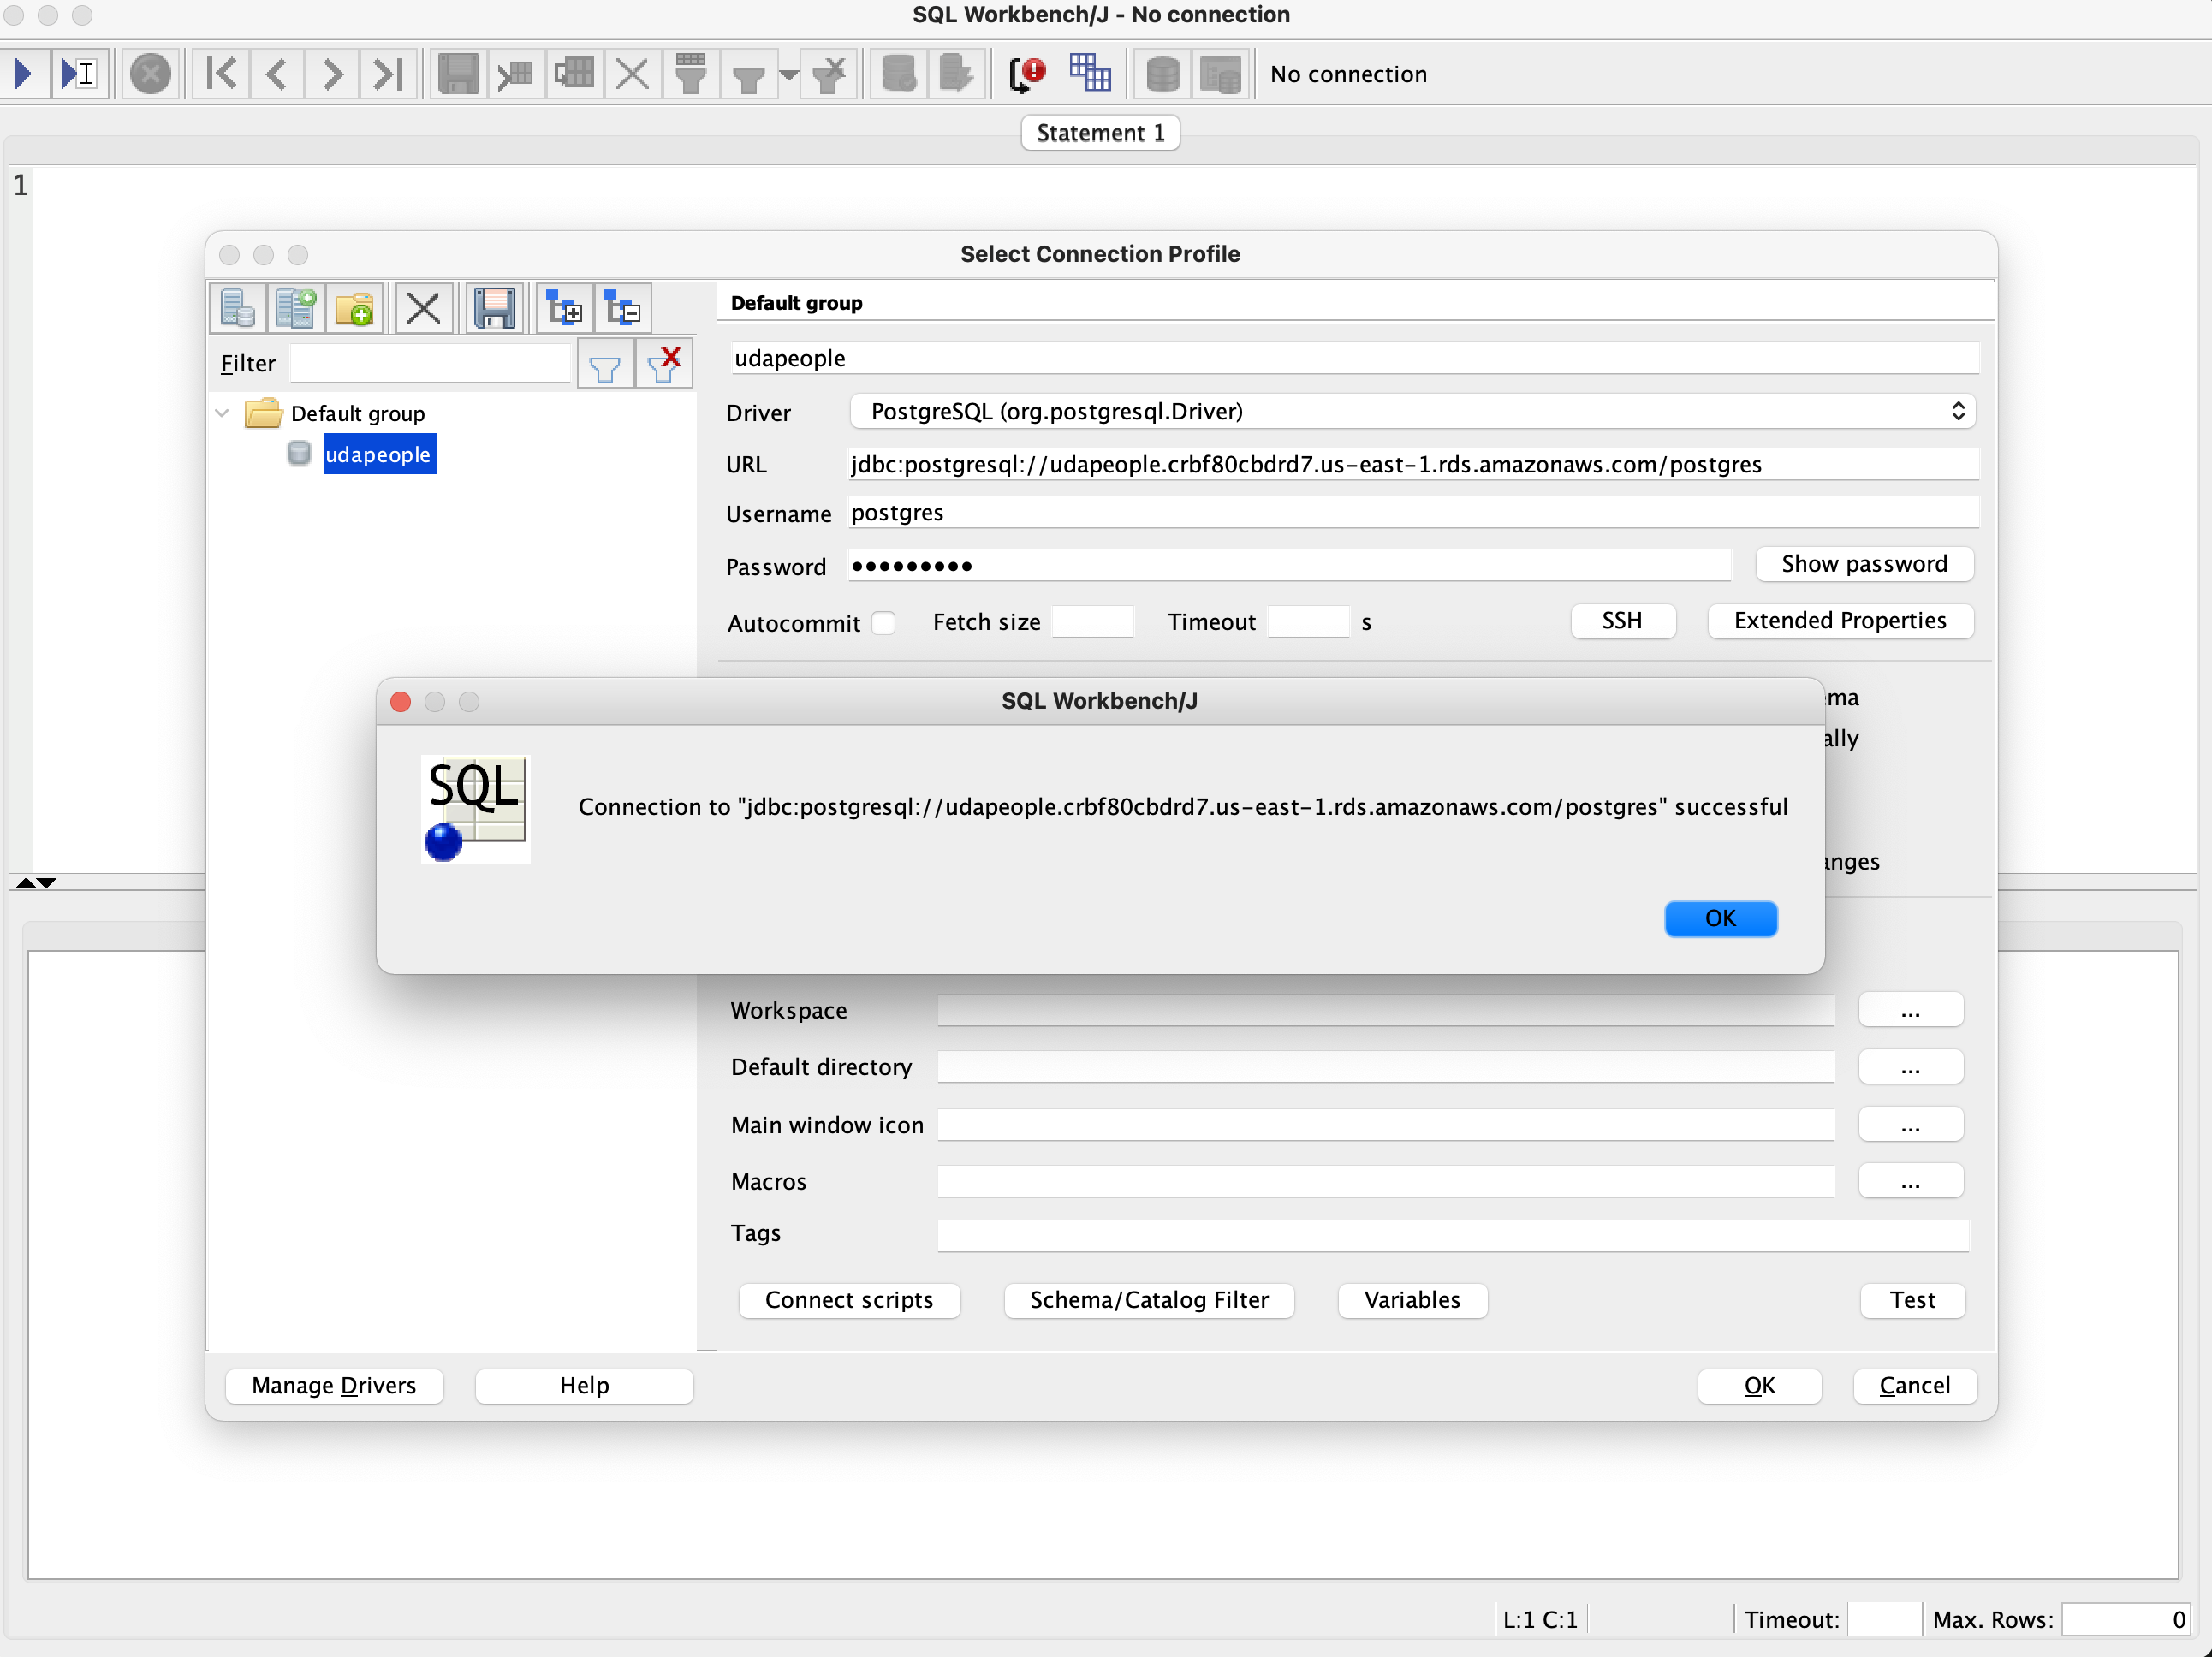 SQL Workbench/J - No connection
No connection
Statement 1
1
Select Connection Profile
Default group
Filter
udapeople
Default group
Driver
PostgreSQL (org.postgresql.Driver)
udapeople
URL
jdbc:postgresql://udapeople.crbf80cbdrd7.us-east-1.rds.amazonaws.com/postgres
Username
postgres
Password
•••••••••
Show password
Autocommit
Fetch size
Timeout
s
SSH
Extended Properties
SQL Workbench/J
ma
ally
SQL
Connection to "jdbc:postgresql://udapeople.crbf80cbdrd7.us-east-1.rds.amazonaws.com/postgres" successful
anges
OK
Workspace
...
Default directory
...
Main window icon
...
Macros
...
Tags
Connect scripts
Schema/Catalog Filter
Variables
Test
Manage Drivers
Help
OK
Cancel
L:1 C:1
Timeout:
Max. Rows:
0